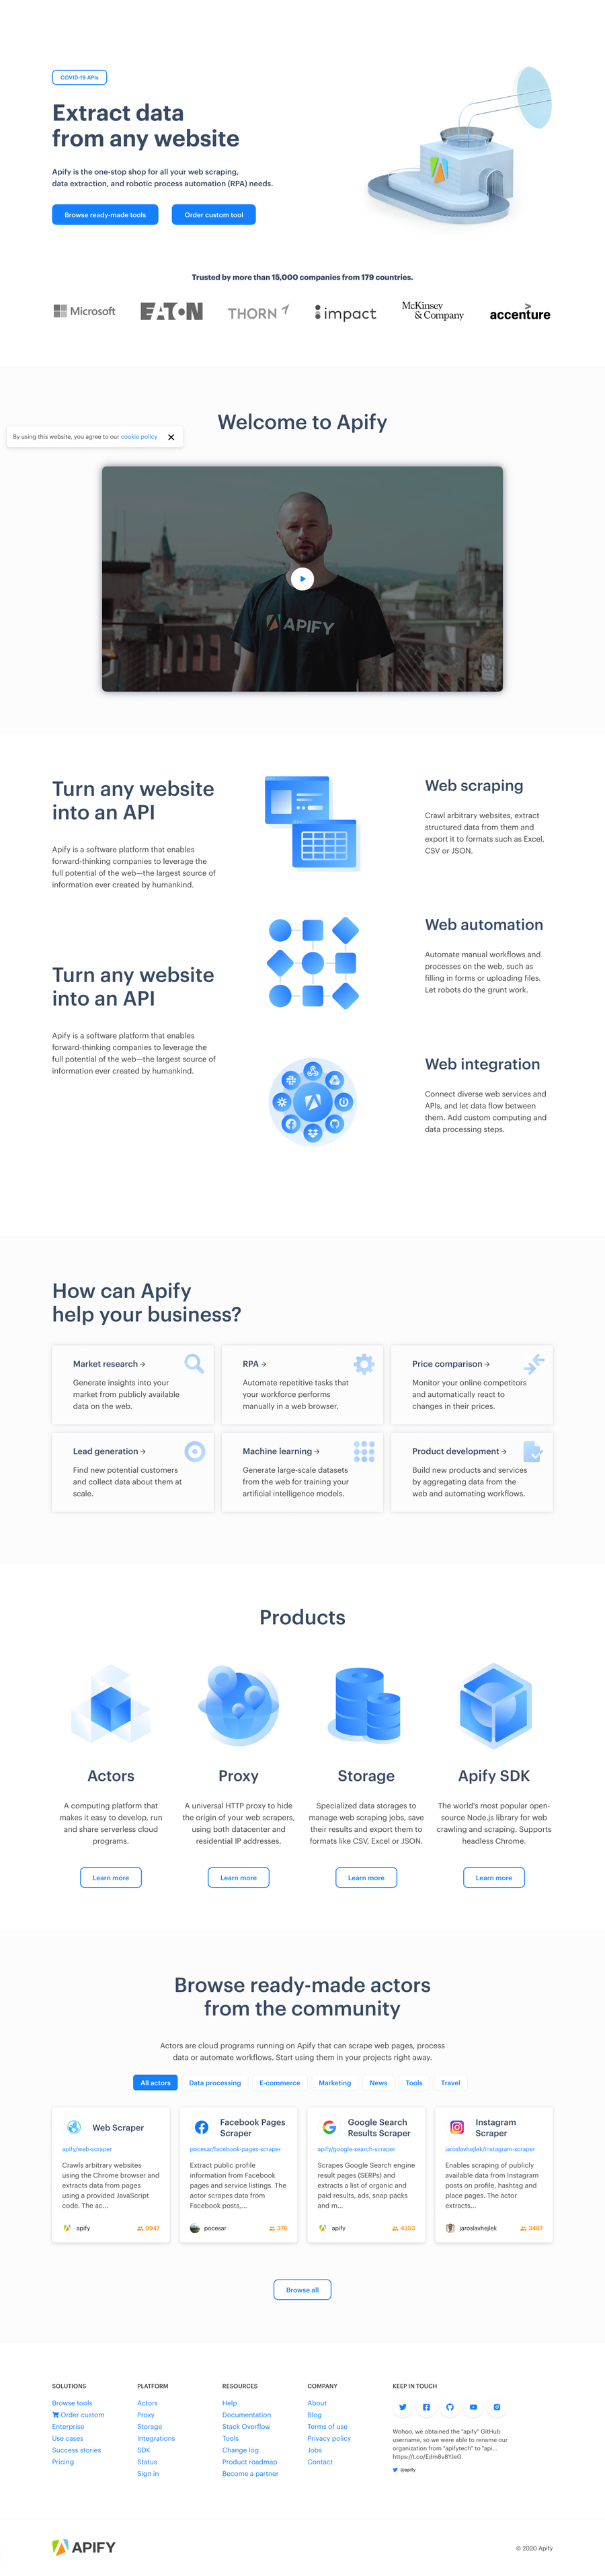 COVID-19 APIs
Extract data
from any website
Apify is the one-stop shop for all your web scraping,
data extraction, and robotic process automation (RPA) needs.
Browse ready-made tools
Order custom tool
Trusted by more than 15,000 companies from 179 countries.
Microsoft
EATON
THORN
impact
McKinsey
& Company
accenture
Welcome to Apify
By using this website, you agree to our cookie policy
APIFY
Turn any website
into an API
Apify is a software platform that enables
forward-thinking companies to leverage the
full potential of the web—the largest source of
information ever created by humankind.
Web scraping
Crawl arbitrary websites, extract
structured data from them and
export it to formats such as Excel,
CSV or JSON.
Web automation
Automate manual workflows and
processes on the web, such as
filling in forms or uploading files.
Let robots do the grunt work.
Turn any website
into an API
Apify is a software platform that enables
forward-thinking companies to leverage the
full potential of the web—the largest source of
information ever created by humankind.
Web integration
Connect diverse web services and
APIs, and let data flow between
them. Add custom computing and
data processing steps.
How can Apify
help your business?
Market research →
Generate insights into your
market from publicly available
data on the web.
RPA →
Automate repetitive tasks that
your workforce performs
manually in a web browser.
Price comparison →
Monitor your online competitors
and automatically react to
changes in their prices.
Lead generation →
Find new potential customers
and collect data about them at
scale.
Machine learning →
Generate large-scale datasets
from the web for training your
artificial intelligence models.
Product development →
Build new products and services
by aggregating data from the
web and automating workflows.
Products
Actors
A computing platform that
makes it easy to develop, run
and share serverless cloud
programs.
Learn more
Proxy
A universal HTTP proxy to hide
the origin of your web scrapers,
using both datacenter and
residential IP addresses.
Learn more
Storage
Specialized data storages to
manage web scraping jobs, save
their results and export them to
formats like CSV, Excel or JSON.
Learn more
Apify SDK
The world's most popular open-
source Node.js library for web
crawling and scraping. Supports
headless Chrome.
Learn more
Browse ready-made actors
from the community
Actors are cloud programs running on Apify that can scrape web pages, process
data or automate workflows. Start using them in your projects right away.
All actors
Data processing
E-commerce
Marketing
News
Tools
Travel
Web Scraper
apify/web-scraper
Crawls arbitrary websites
using the Chrome browser and
extracts data from pages
using a provided JavaScript
code. The ac...
apify
9947
Facebook Pages
Scraper
pocesar/facebook-pages-scraper
Extract public profile
information from Facebook
pages and service listings. The
actor scrapes data from
Facebook posts,...
pocesar
376
Google Search
Results Scraper
apify/google-search-scraper
Scrapes Google Search engine
result pages (SERPs) and
extracts a list of organic and
paid results, ads, snap packs
and m...
apify
4353
Instagram
Scraper
jaroslavhejlek/instagram-scraper
Enables scraping of publicly
available data from Instagram
posts on profile, hashtag and
place pages. The actor
extracts...
jaroslavhejlek
3487
Browse all
SOLUTIONS
Browse tools
Order custom
Enterprise
Use cases
Success stories
Pricing
PLATFORM
Actors
Proxy
Storage
Integrations
SDK
Status
Sign in
RESOURCES
Help
Documentation
Stack Overflow
Tools
Change log
Product roadmap
Become a partner
COMPANY
About
Blog
Terms of use
Privacy policy
Jobs
Contact
KEEP IN TOUCH
Wohoo, we obtained the "apify" GitHub
username, so we were able to rename our
organization from "apifytech" to "api...
https://t.co/Edm8v8YJeG
@apify
APIFY
© 2020 Apify